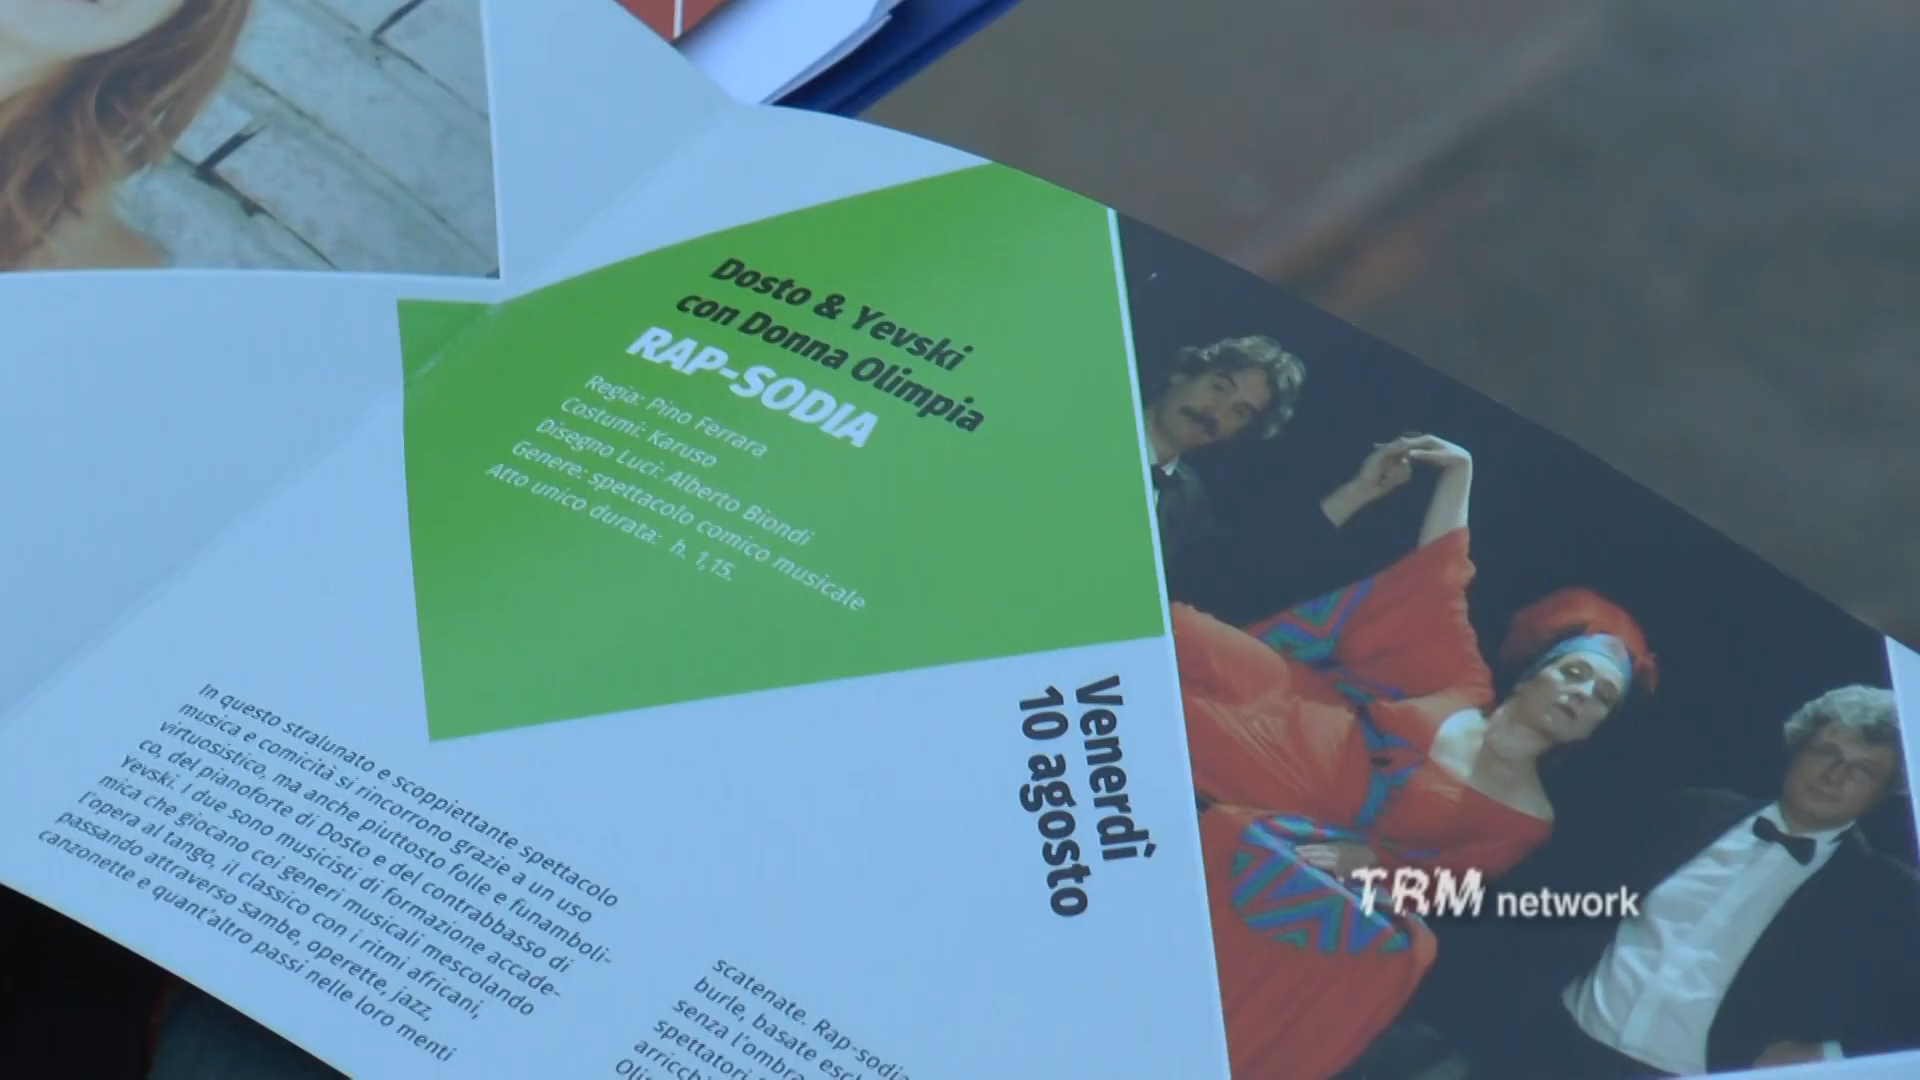 Dosto & Yevski
con Donna Olimpia
RAP-SODIA
Regia: Pino Ferrara
Costumi: Karuso
Disegno Luci: Alberto Biondi
Genere: spettacolo comico musicale
Atto unico durata: h. 1,15.
Venerdì
10 agosto
In questo stralunato e scoppiettante spettacolo
musica e comicità si rincorrono grazie a un uso
virtuosistico, ma anche piuttosto folle e funamboli-
co, del pianoforte di Dosto e del contrabbasso di
Yevski. I due sono musicisti di formazione accade-
mica che giocano coi generi musicali mescolando
l'opera al tango, il classico con i ritmi africani,
passando attraverso sambe, operette, jazz,
canzonette e quant'altro passi nelle loro menti
scatenate. Rap-sodia
burle, basate
senza l'ombra
spettatori
TRM network